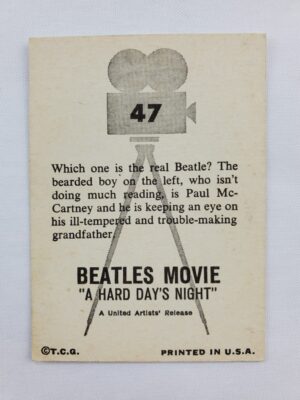 47
Which one is the real Beatle? The
bearded boy on the left, who isn't
doing much reading, is Paul Mc-
Cartney and he is keeping an eye on
his ill-tempered and trouble-making
grandfather.
BEATLES MOVIE
"A HARD DAY'S NIGHT"
A United Artists' Release
©T.C.G. PRINTED IN U.S.A.